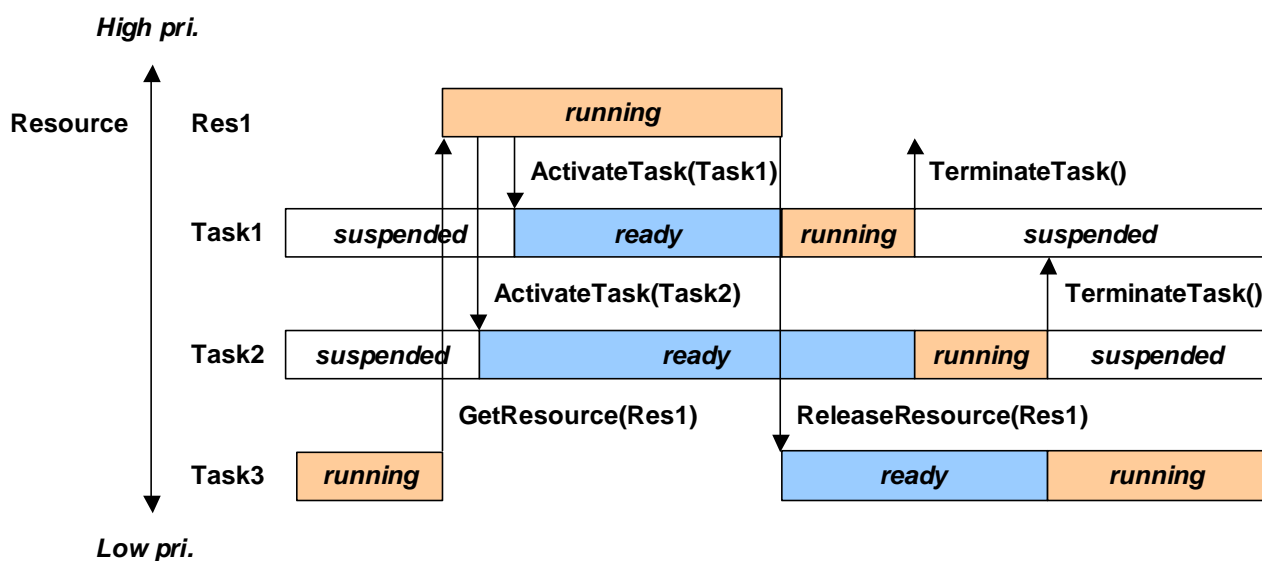 High pri.
Resource Res1 running
ActivateTask(Task1) TerminateTask()
Task1 suspended ready running suspended
ActivateTask(Task2) TerminateTask()
Task2 suspended ready running suspended
GetResource(Res1) ReleaseResource(Res1)
Task3 running ready running
Low pri.